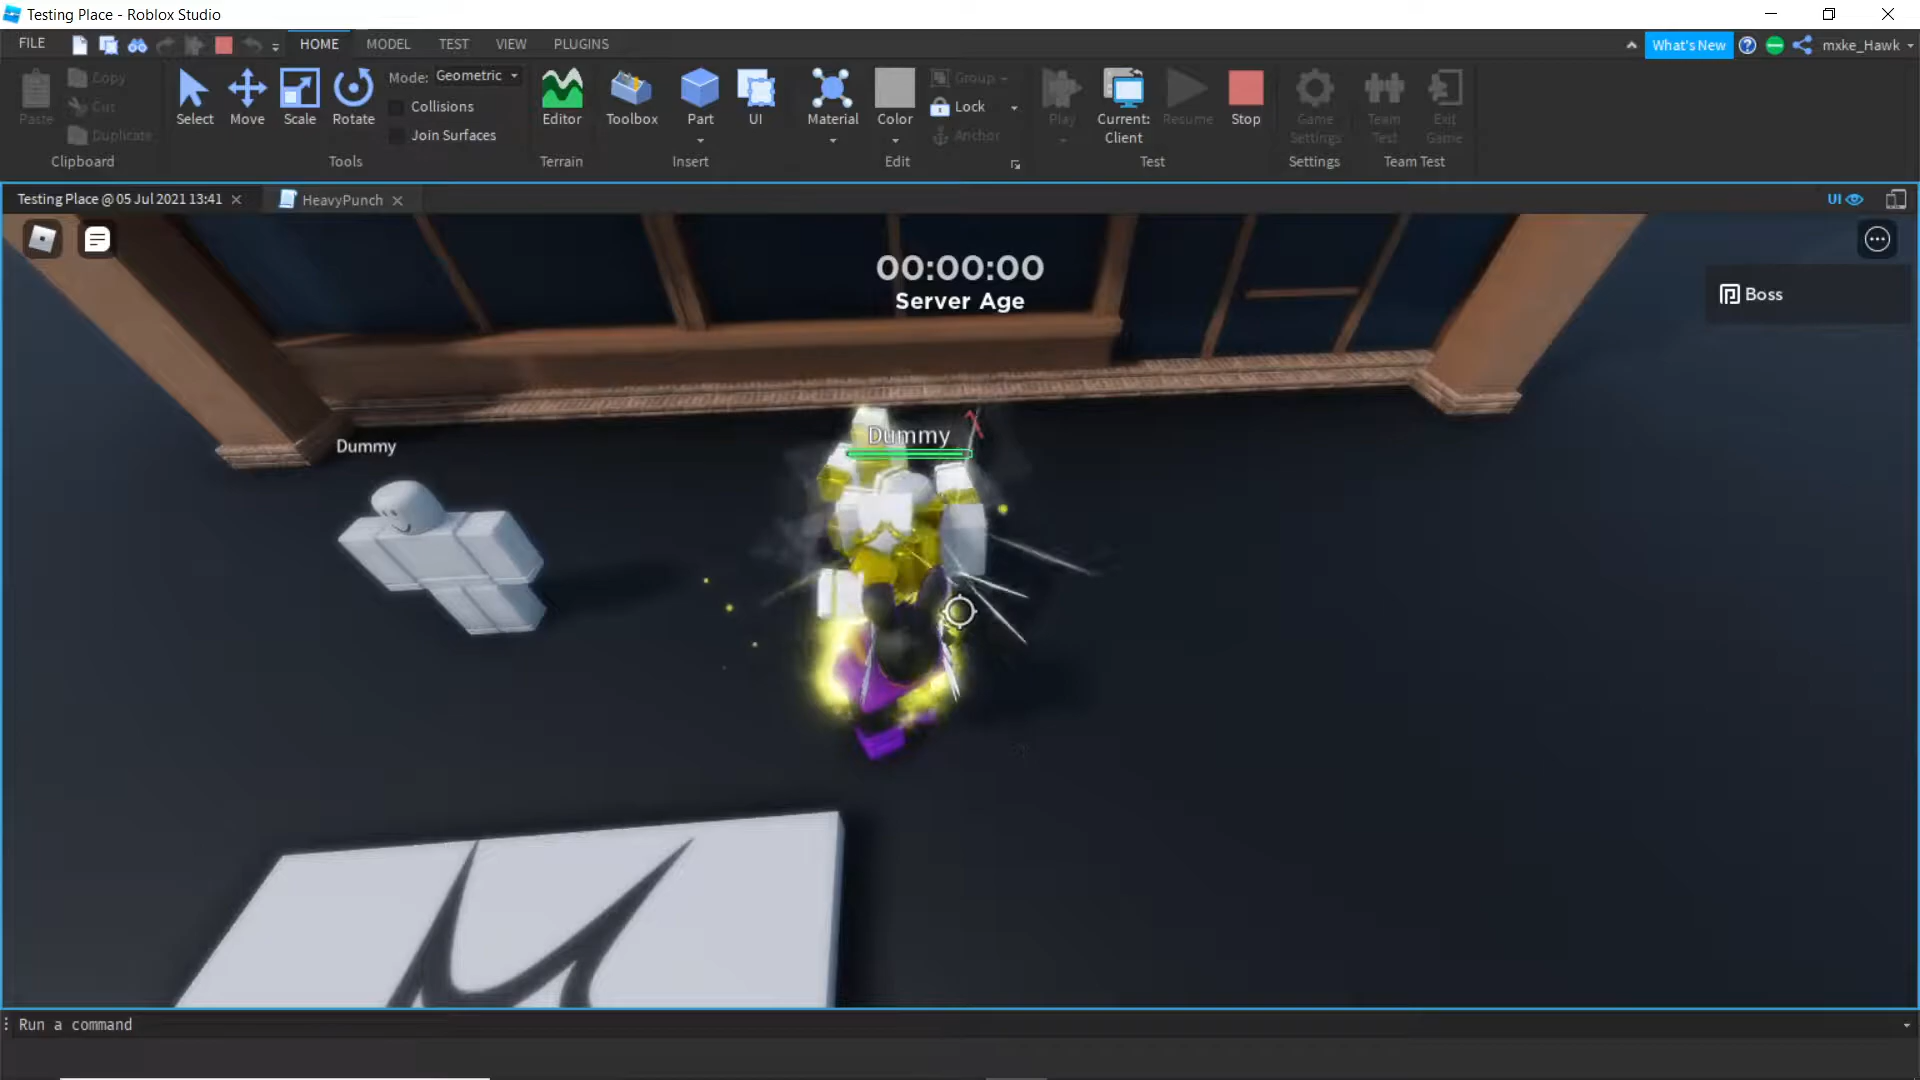 Testing Place - Roblox Studio
FILE
HOME
MODEL
TEST
VIEW
PLUGINS
What's New
mxke_Hawk
Paste
Copy
Cut
Duplicate
Clipboard
Select
Move
Scale
Rotate
Mode: Geometric
Collisions
Join Surfaces
Tools
Editor
Terrain
Toolbox
Part
UI
Insert
Material
Color
Group
Lock
Anchor
Edit
Play
Current:
Client
Resume
Stop
Test
Game
Settings
Settings
Team
Test
Exit
Game
Team Test
Testing Place @ 05 Jul 2021 13:41
HeavyPunch
UI
00:00:00
Server Age
Boss
Dummy
Dummy
Run a command